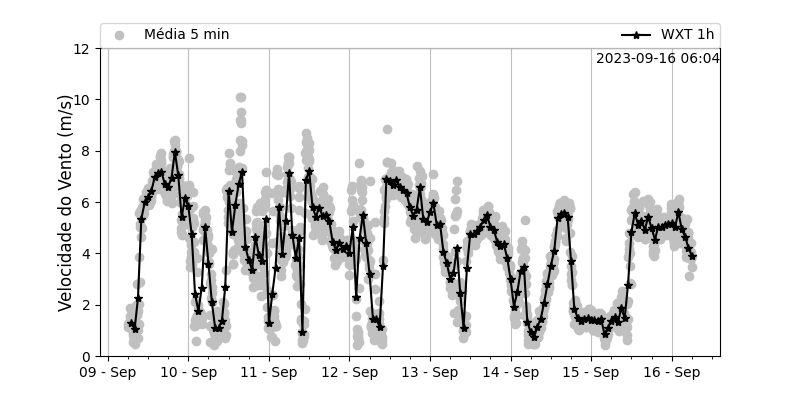 Média 5 min
WXT 1h
2023-09-16 06:04
Velocidade do Vento (m/s)
12
10
8
6
4
2
0
09 - Sep
10 - Sep
11 - Sep
12 - Sep
13 - Sep
14 - Sep
15 - Sep
16 - Sep